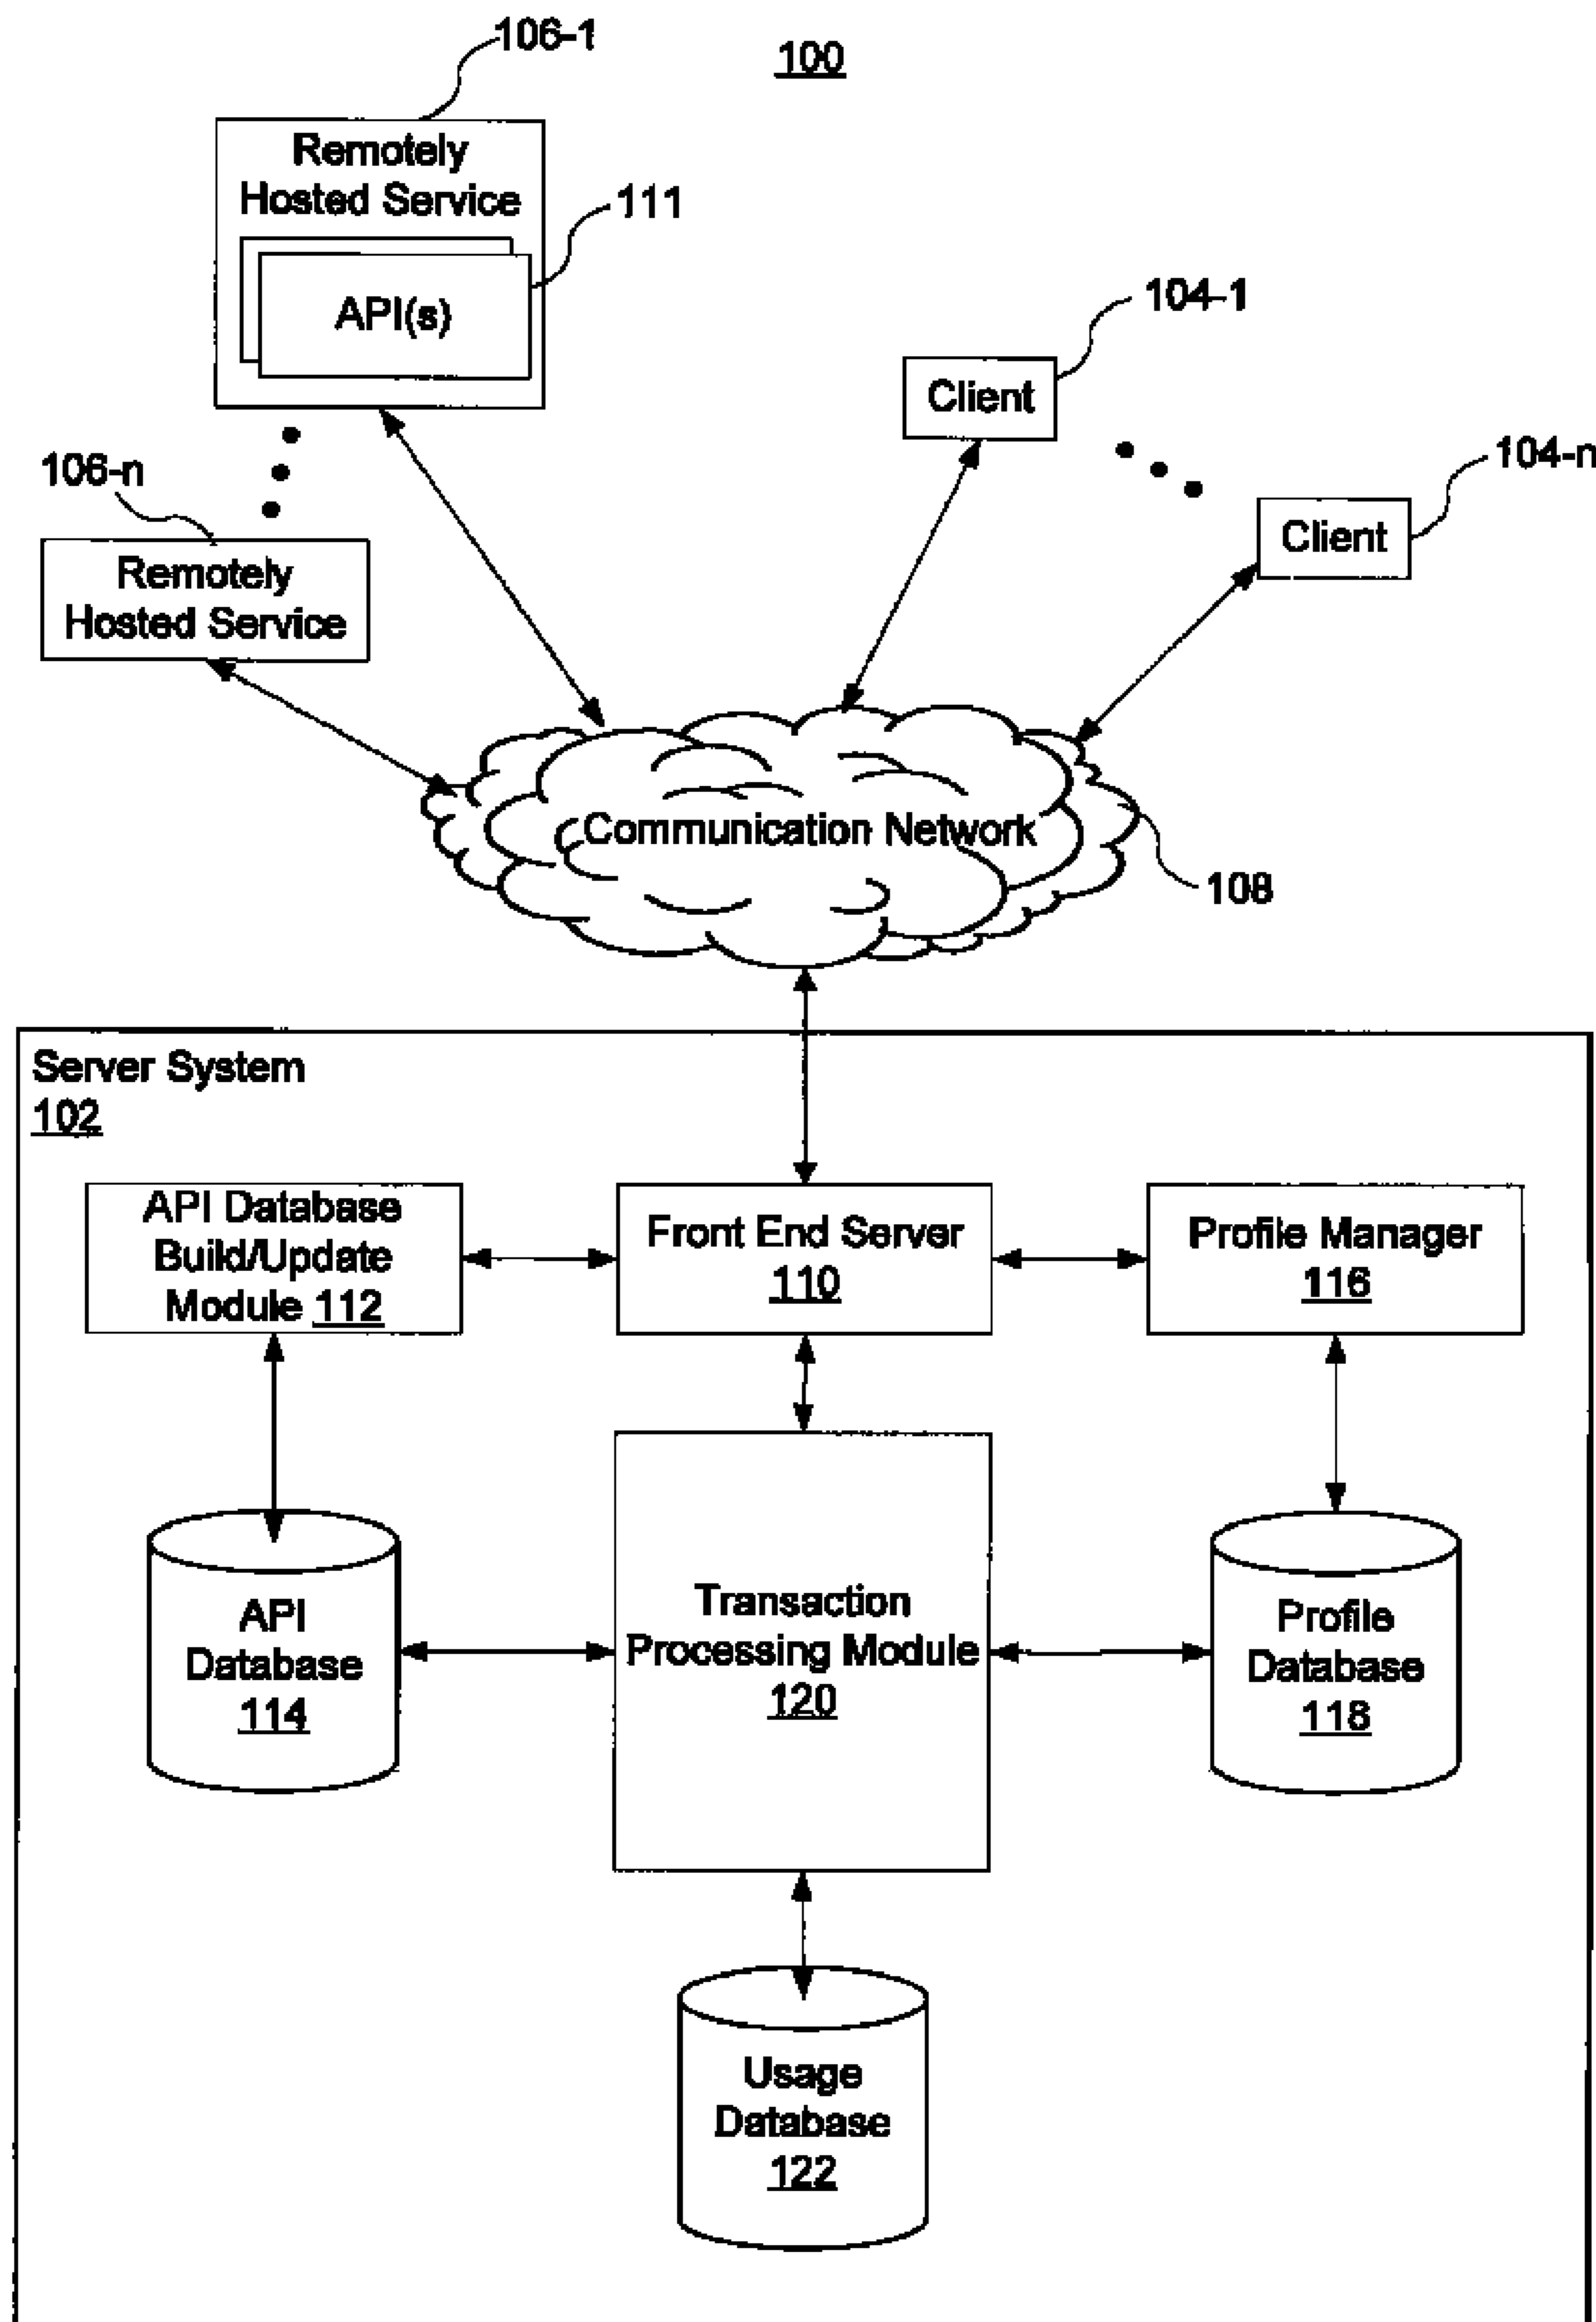 106-1
100
Remotely
Hosted Service
111
API(s)
104-1
Client
104-n
Client
106-n
Remotely
Hosted Service
Communication Network
108
Server System
102
API Database
Build/Update
Module 112
Front End Server
110
Profile Manager
116
API
Database
114
Transaction
Processing Module
120
Profile
Database
118
Usage
Database
122